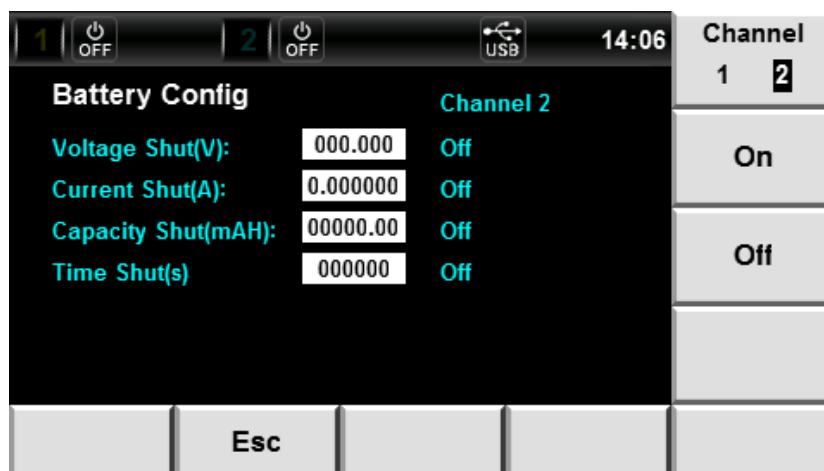 1 OFF 2 OFF USB 14:06
Channel
1 2
Battery Config
Channel 2
Voltage Shut(V): 000.000 Off
Current Shut(A): 0.000000 Off
Capacity Shut(mAH): 00000.00 Off
Time Shut(s) 000000 Off
On
Off
Esc